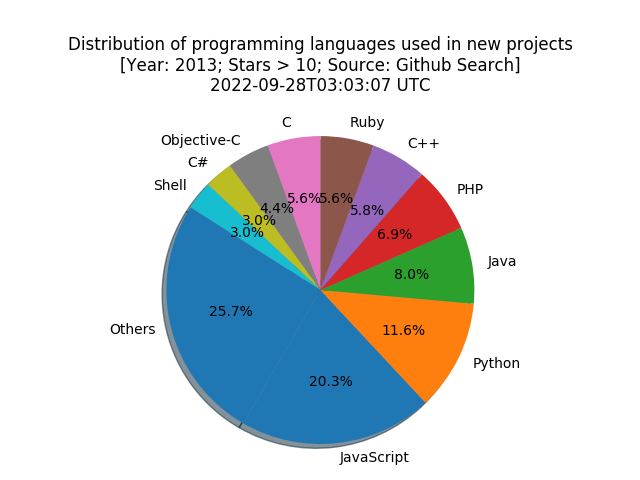 Distribution of programming languages used in new projects
[Year: 2013; Stars > 10; Source: Github Search]
2022-09-28T03:03:07 UTC
C
Ruby
Objective-C
C++
C#
Shell
PHP
5.6%
5.6%
4.4%
5.8%
3.0%
3.0%
6.9%
Java
8.0%
25.7%
Others
11.6%
Python
20.3%
JavaScript